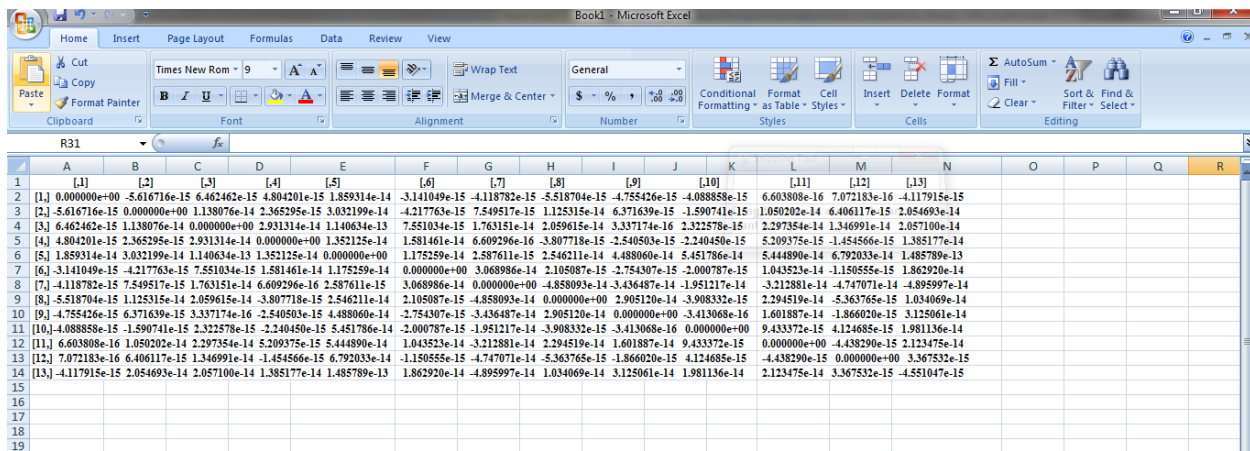 Book1 - Microsoft Excel
Home Insert Page Layout Formulas Data Review View
Cut
Copy
Format Painter
Paste
Clipboard
Times New Rom 9
B I U
Font
Wrap Text
Merge & Center
Alignment
General
$ % ,
Number
Conditional Formatting
Format as Table
Cell Styles
Styles
Insert Delete Format
Cells
AutoSum
Fill
Clear
Sort & Filter
Find & Select
Editing
R31 fx
A B C D E F G H I J K L M N O P Q R
1 [,1] [,2] [,3] [,4] [,5] [,6] [,7] [,8] [,9] [,10] [,11] [,12] [,13]
2 [1,] 0.000000e+00 -5.616716e-15 6.462462e-15 4.804201e-15 1.859314e-14 -3.141049e-15 -4.118782e-15 -5.518704e-15 -4.755426e-15 -4.088858e-15 6.603808e-16 7.072183e-16 -4.117915e-15
3 [2,] -5.616716e-15 0.000000e+00 1.138076e-14 2.365295e-15 3.032199e-14 -4.217763e-15 7.549517e-15 1.125315e-14 6.371639e-15 -1.590741e-15 1.050202e-14 6.406117e-15 2.054693e-14
4 [3,] 6.462462e-15 1.138076e-14 0.000000e+00 2.931314e-14 1.140634e-13 7.551034e-15 1.763151e-14 2.059615e-14 3.337174e-16 2.322578e-15 2.297354e-14 1.346991e-14 2.057100e-14
5 [4,] 4.804201e-15 2.365295e-15 2.931314e-14 0.000000e+00 1.352125e-14 1.581461e-14 6.609296e-16 -3.807718e-15 -2.540503e-15 -2.240450e-15 5.209375e-15 -1.454566e-15 1.385177e-14
6 [5,] 1.859314e-14 3.032199e-14 1.140634e-13 1.352125e-14 0.000000e+00 1.175259e-14 2.587611e-15 2.546211e-14 4.488060e-14 5.451786e-14 5.444890e-14 6.792033e-14 1.485789e-13
7 [6,] -3.141049e-15 -4.217763e-15 7.551034e-15 1.581461e-14 1.175259e-14 0.000000e+00 3.068986e-14 2.105087e-15 -2.754307e-15 -2.000787e-15 1.043523e-14 -1.150555e-15 1.862920e-14
8 [7,] -4.118782e-15 7.549517e-15 1.763151e-14 6.609296e-16 2.587611e-15 3.068986e-14 0.000000e+00 -4.858093e-14 -3.436487e-14 -1.951217e-14 -3.212881e-14 -4.747071e-14 -4.895997e-14
9 [8,] -5.518704e-15 1.125315e-14 2.059615e-14 -3.807718e-15 2.546211e-14 2.105087e-15 -4.858093e-14 0.000000e+00 2.905120e-14 -3.908332e-15 2.294519e-14 -5.363765e-15 1.034069e-14
10 [9,] -4.755426e-15 6.371639e-15 3.337174e-16 -2.540503e-15 4.488060e-14 -2.754307e-15 -3.436487e-14 2.905120e-14 0.000000e+00 -3.413068e-16 1.601887e-14 -1.866020e-15 3.125061e-14
11 [10,] -4.088858e-15 -1.590741e-15 2.322578e-15 -2.240450e-15 5.451786e-14 -2.000787e-15 -1.951217e-14 -3.908332e-15 -3.413068e-16 0.000000e+00 9.433372e-15 4.124685e-15 1.981136e-14
12 [11,] 6.603808e-16 1.050202e-14 2.297354e-14 5.209375e-15 5.444890e-14 1.043523e-14 -3.212881e-14 2.294519e-14 1.601887e-14 9.433372e-15 0.000000e+00 -4.438290e-15 2.123475e-14
13 [12,] 7.072183e-16 6.406117e-15 1.346991e-14 -1.454566e-15 6.792033e-14 -1.150555e-15 -4.747071e-14 -5.363765e-15 -1.866020e-15 4.124685e-15 -4.438290e-15 0.000000e+00 3.367532e-15
14 [13,] -4.117915e-15 2.054693e-14 2.057100e-14 1.385177e-14 1.485789e-13 1.862920e-14 -4.895997e-14 1.034069e-14 3.125061e-14 1.981136e-14 2.123475e-14 3.367532e-15 -4.551047e-15
15
16
17
18
19